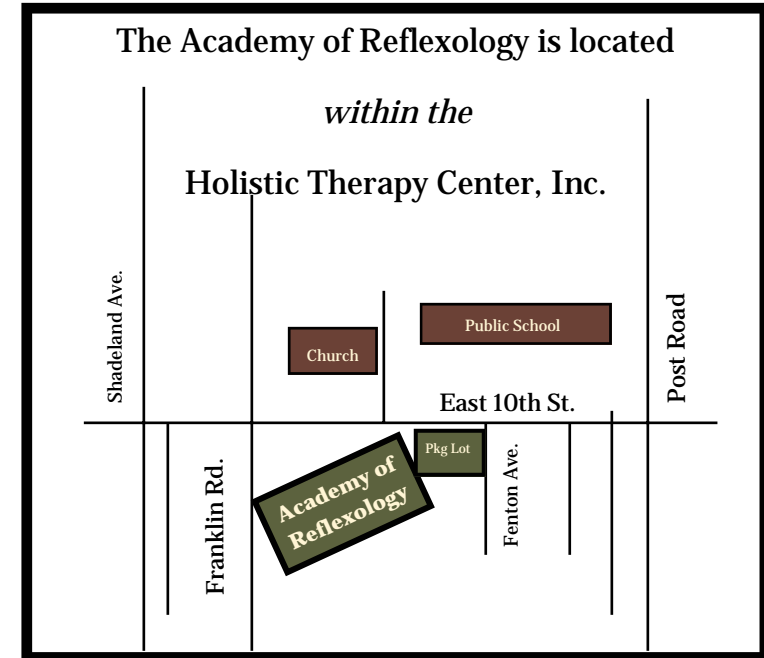 The Academy of Reflexology is located
within the
Holistic Therapy Center, Inc.
Shadeland Ave.
Church
Public School
Post Road
East 10th St.
Franklin Rd.
Academy of
Reflexology
Pkg Lot
Fenton Ave.